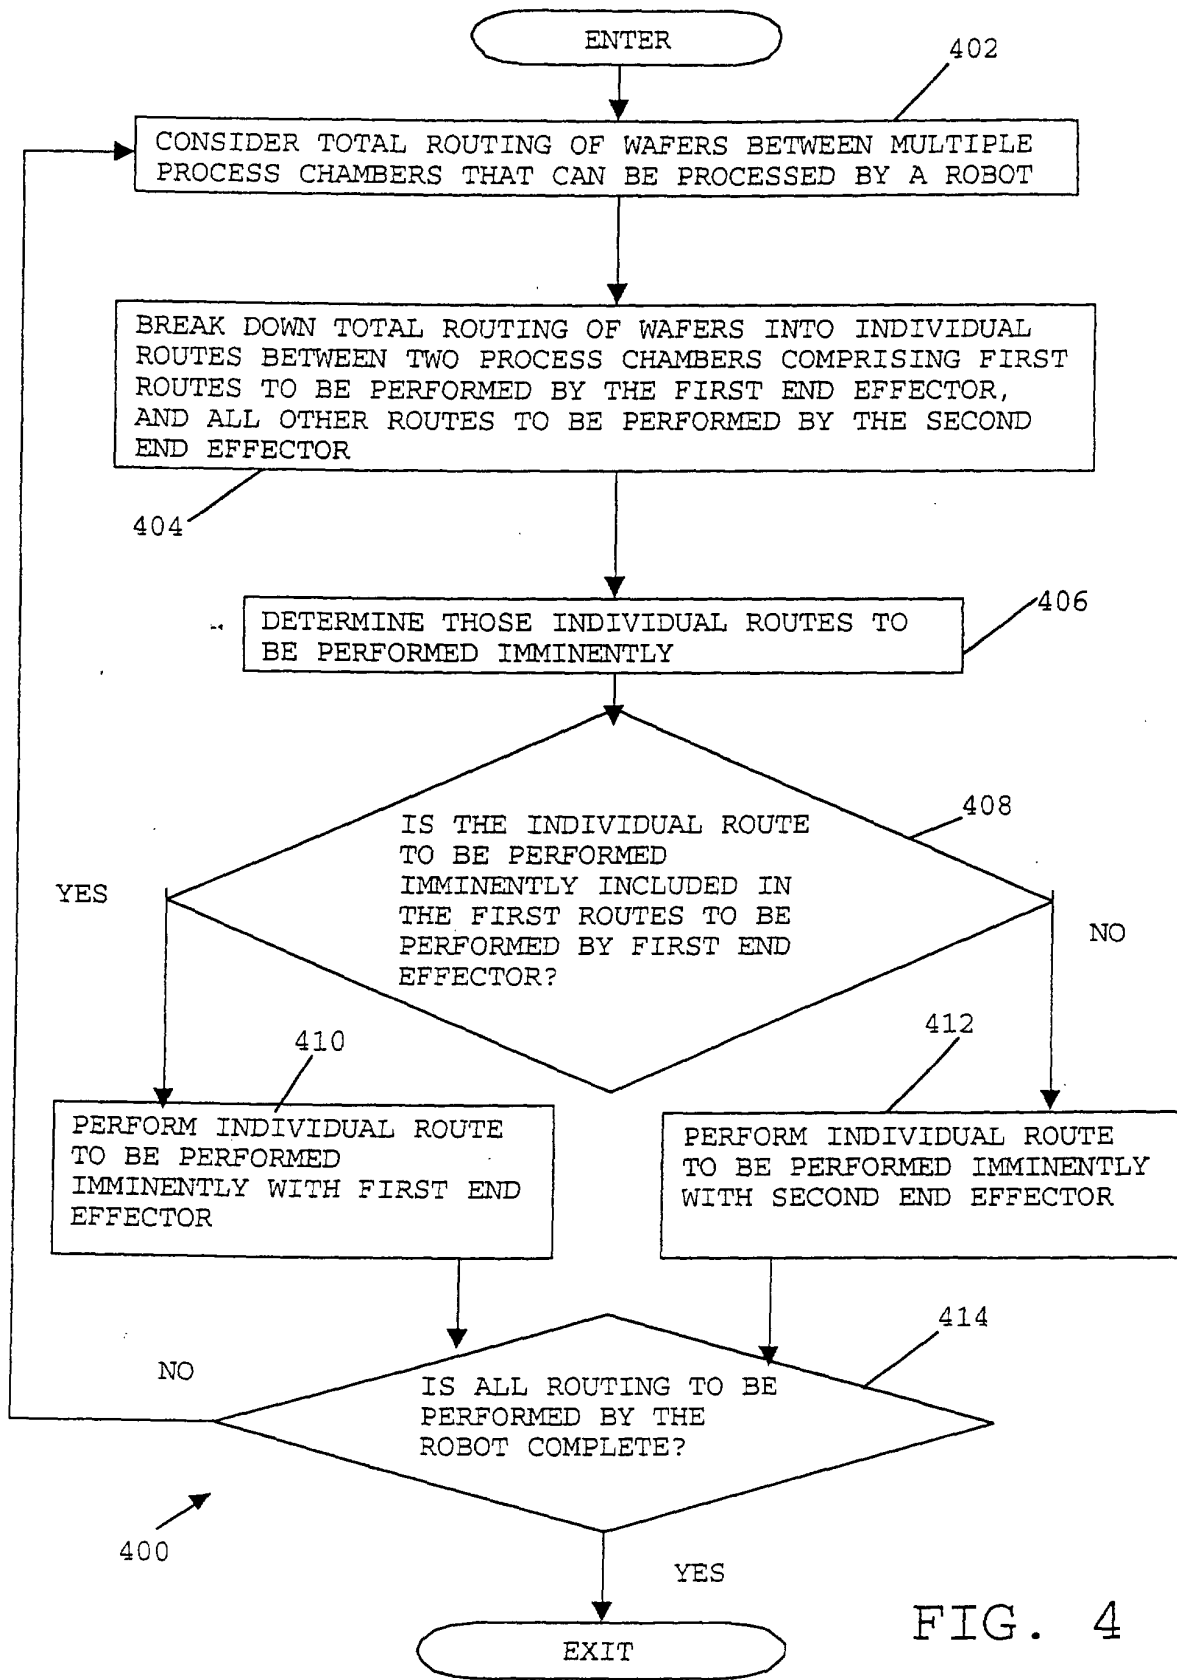 ENTER
402
CONSIDER TOTAL ROUTING OF WAFERS BETWEEN MULTIPLE
PROCESS CHAMBERS THAT CAN BE PROCESSED BY A ROBOT
BREAK DOWN TOTAL ROUTING OF WAFERS INTO INDIVIDUAL
ROUTES BETWEEN TWO PROCESS CHAMBERS COMPRISING FIRST
ROUTES TO BE PERFORMED BY THE FIRST END EFFECTOR,
AND ALL OTHER ROUTES TO BE PERFORMED BY THE SECOND
END EFFECTOR
404
406
DETERMINE THOSE INDIVIDUAL ROUTES TO
BE PERFORMED IMMINENTLY
408
IS THE INDIVIDUAL ROUTE
TO BE PERFORMED
IMMINENTLY INCLUDED IN
THE FIRST ROUTES TO BE
PERFORMED BY FIRST END
EFFECTOR?
YES
NO
410
412
PERFORM INDIVIDUAL ROUTE
TO BE PERFORMED
IMMINENTLY WITH FIRST END
EFFECTOR
PERFORM INDIVIDUAL ROUTE
TO BE PERFORMED IMMINENTLY
WITH SECOND END EFFECTOR
414
NO
IS ALL ROUTING TO BE
PERFORMED BY THE
ROBOT COMPLETE?
400
YES
EXIT
FIG. 4